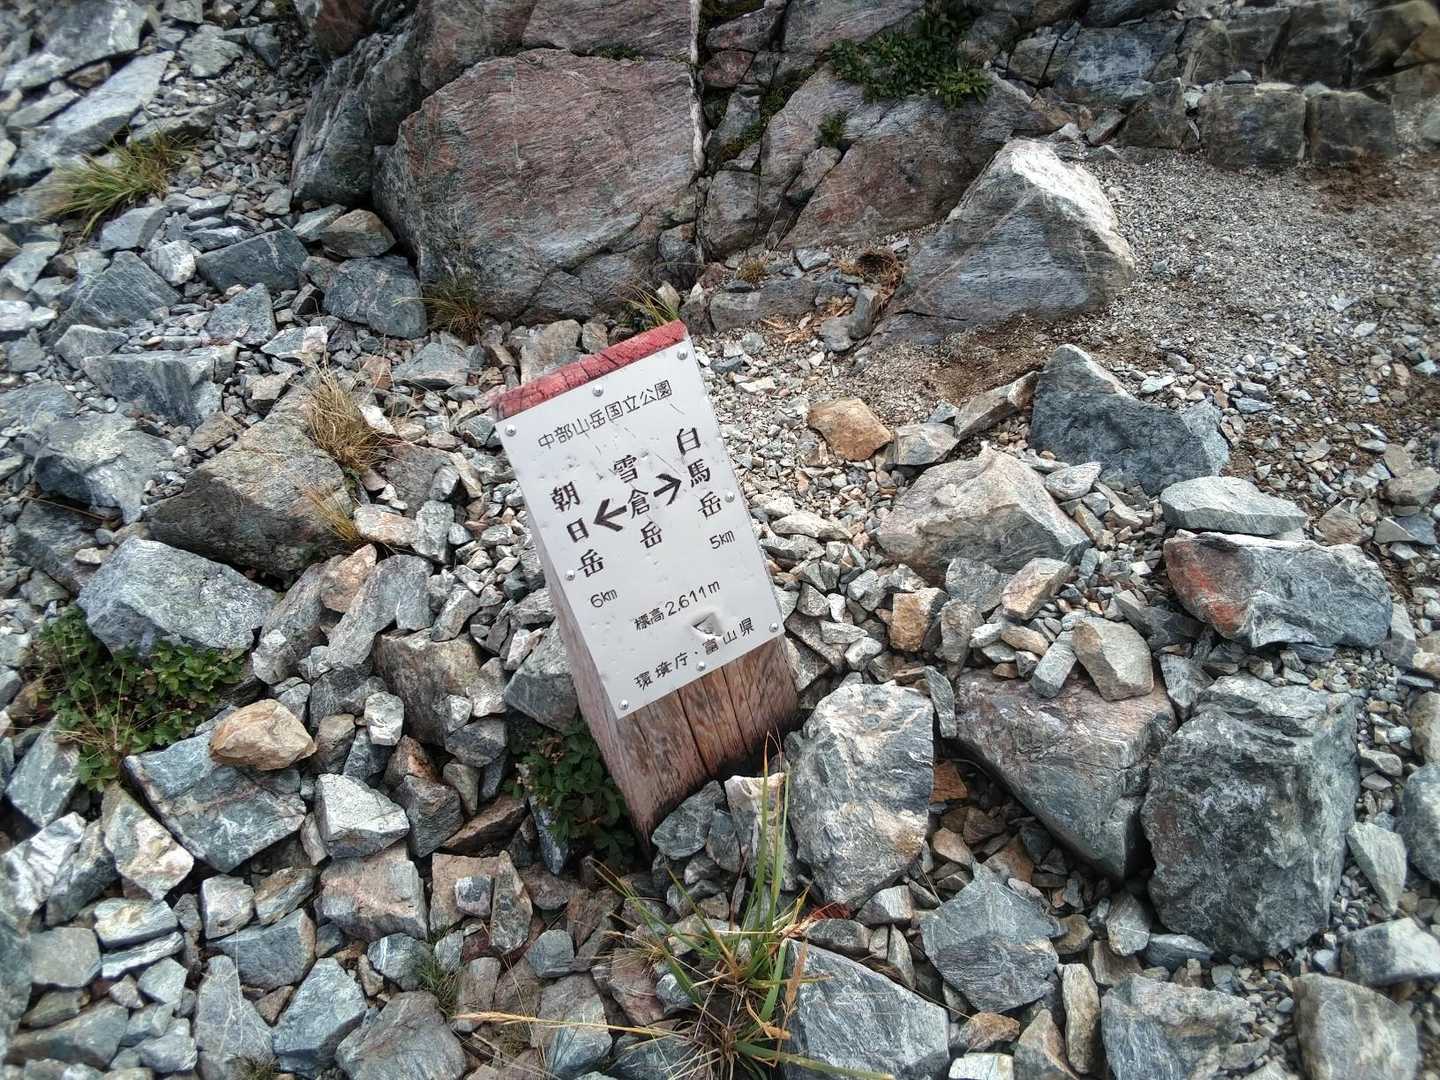 中部山岳国立公園
白馬岳
5km
→
雪倉岳
←
朝日岳
6km
標高2,611m
環境庁・富山県